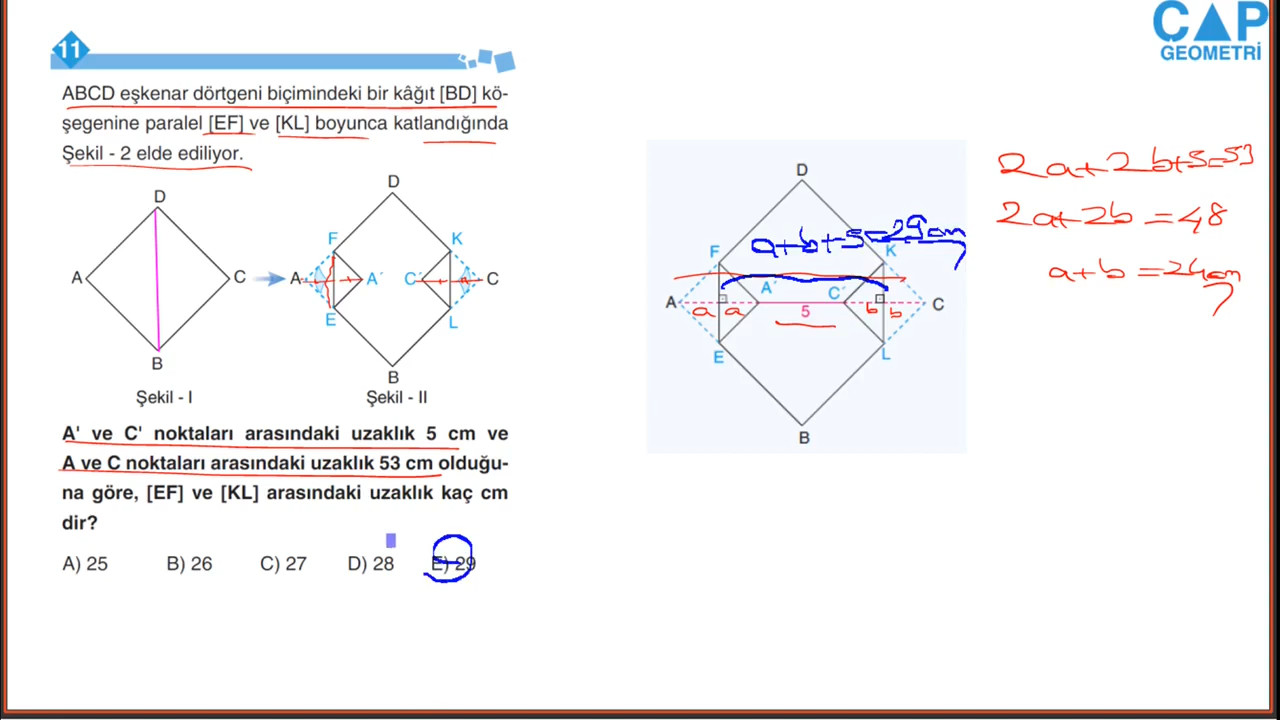 ÇAP
GEOMETRİ
11
ABCD eşkenar dörtgeni biçimindeki bir kâğıt [BD] kö-
şegenine paralel [EF] ve [KL] boyunca katlandığında
Şekil - 2 elde ediliyor.
D
A
C
B
Şekil - I
D
F
K
A
A´
C´
C
E
L
B
Şekil - II
A' ve C' noktaları arasındaki uzaklık 5 cm ve
A ve C noktaları arasındaki uzaklık 53 cm olduğu-
na göre, [EF] ve [KL] arasındaki uzaklık kaç cm
dir?
A) 25 B) 26 C) 27 D) 28 E) 29
D
a+b+5=29cm
F
K
A´
C´
A
a a
5
b b
C
E
L
B
2a+2b+5=53
2a+2b=48
a+b=24cm